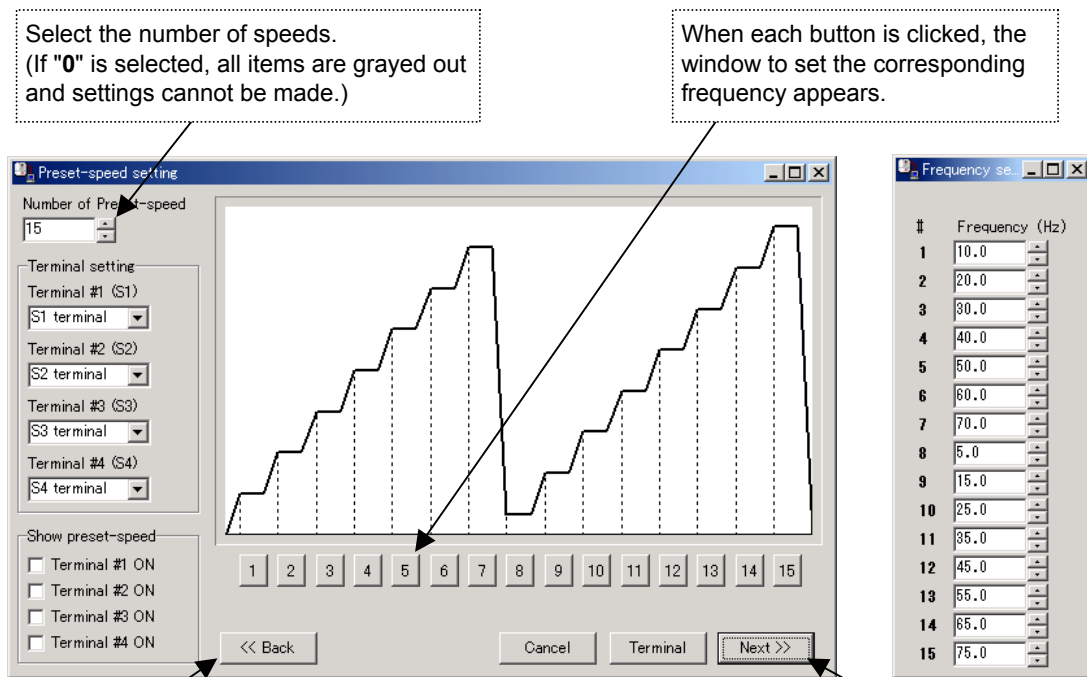 Select the number of speeds.
(If "0" is selected, all items are grayed out
and settings cannot be made.)
When each button is clicked, the
window to set the corresponding
frequency appears.
Preset-speed setting
Number of Preset-speed
15
Terminal setting
Terminal #1 (S1)
S1 terminal
Terminal #2 (S2)
S2 terminal
Terminal #3 (S3)
S3 terminal
Terminal #4 (S4)
S4 terminal
Show preset-speed
Terminal #1 ON
Terminal #2 ON
Terminal #3 ON
Terminal #4 ON
1 2 3 4 5 6 7 8 9 10 11 12 13 14 15
<< Back Cancel Terminal Next >>
Frequency se...
# Frequency (Hz)
1 10.0
2 20.0
3 30.0
4 40.0
5 50.0
6 60.0
7 70.0
8 5.0
9 15.0
10 25.0
11 35.0
12 45.0
13 55.0
14 65.0
15 75.0